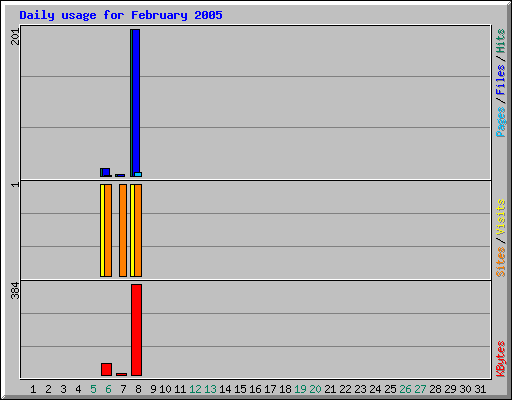 Daily usage for February 2005
201
Pages/Files/Hits
1
Sites/Visits
384
KBytes
1 2 3 4 5 6 7 8 9 10 11 12 13 14 15 16 17 18 19 20 21 22 23 24 25 26 27 28 29 30 31